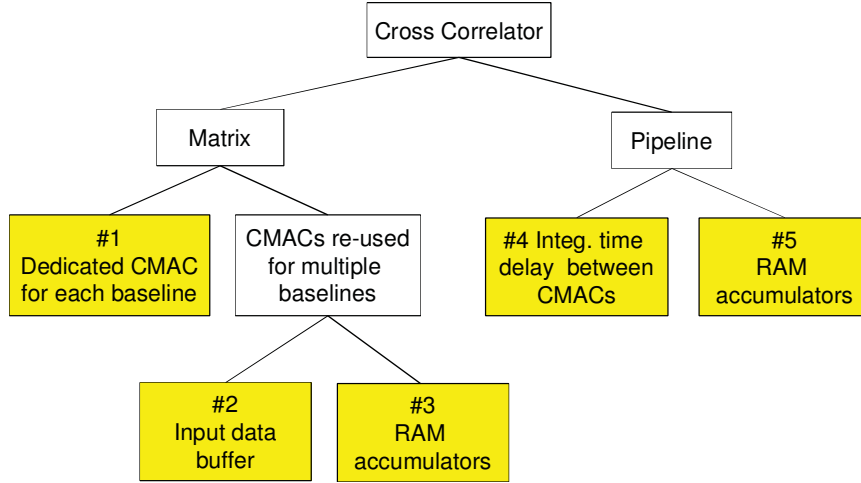 Cross Correlator
Matrix
Pipeline
#1
Dedicated CMAC
for each baseline
CMACs re-used
for multiple
baselines
#4 Integ. time
delay between
CMACs
#5
RAM
accumulators
#2
Input data
buffer
#3
RAM
accumulators